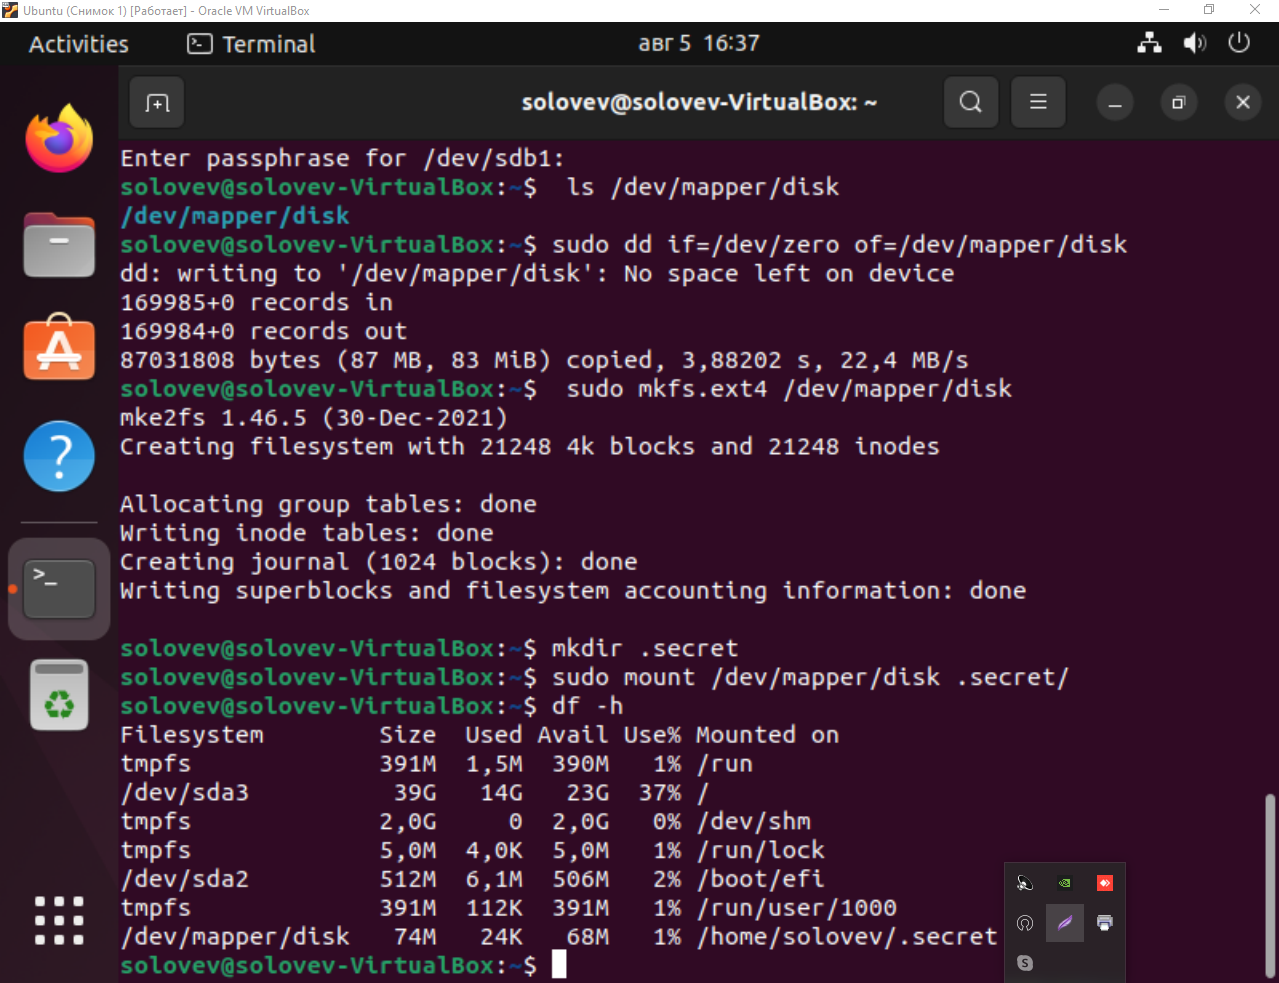 Ubuntu (Снимок 1) [Работает] - Oracle VM VirtualBox
Activities
Terminal
авг 5 16:37
solovev@solovev-VirtualBox: ~
Enter passphrase for /dev/sdb1:
solovev@solovev-VirtualBox:~$  ls /dev/mapper/disk
/dev/mapper/disk
solovev@solovev-VirtualBox:~$ sudo dd if=/dev/zero of=/dev/mapper/disk
dd: writing to '/dev/mapper/disk': No space left on device
169985+0 records in
169984+0 records out
87031808 bytes (87 MB, 83 MiB) copied, 3,88202 s, 22,4 MB/s
solovev@solovev-VirtualBox:~$  sudo mkfs.ext4 /dev/mapper/disk
mke2fs 1.46.5 (30-Dec-2021)
Creating filesystem with 21248 4k blocks and 21248 inodes
Allocating group tables: done
Writing inode tables: done
Creating journal (1024 blocks): done
Writing superblocks and filesystem accounting information: done
solovev@solovev-VirtualBox:~$ mkdir .secret
solovev@solovev-VirtualBox:~$ sudo mount /dev/mapper/disk .secret/
solovev@solovev-VirtualBox:~$ df -h
Filesystem        Size  Used Avail Use% Mounted on
tmpfs             391M  1,5M  390M   1% /run
/dev/sda3          39G   14G   23G  37% /
tmpfs             2,0G     0  2,0G   0% /dev/shm
tmpfs             5,0M  4,0K  5,0M   1% /run/lock
/dev/sda2         512M  6,1M  506M   2% /boot/efi
tmpfs             391M  112K  391M   1% /run/user/1000
/dev/mapper/disk   74M   24K   68M   1% /home/solovev/.secret
solovev@solovev-VirtualBox:~$